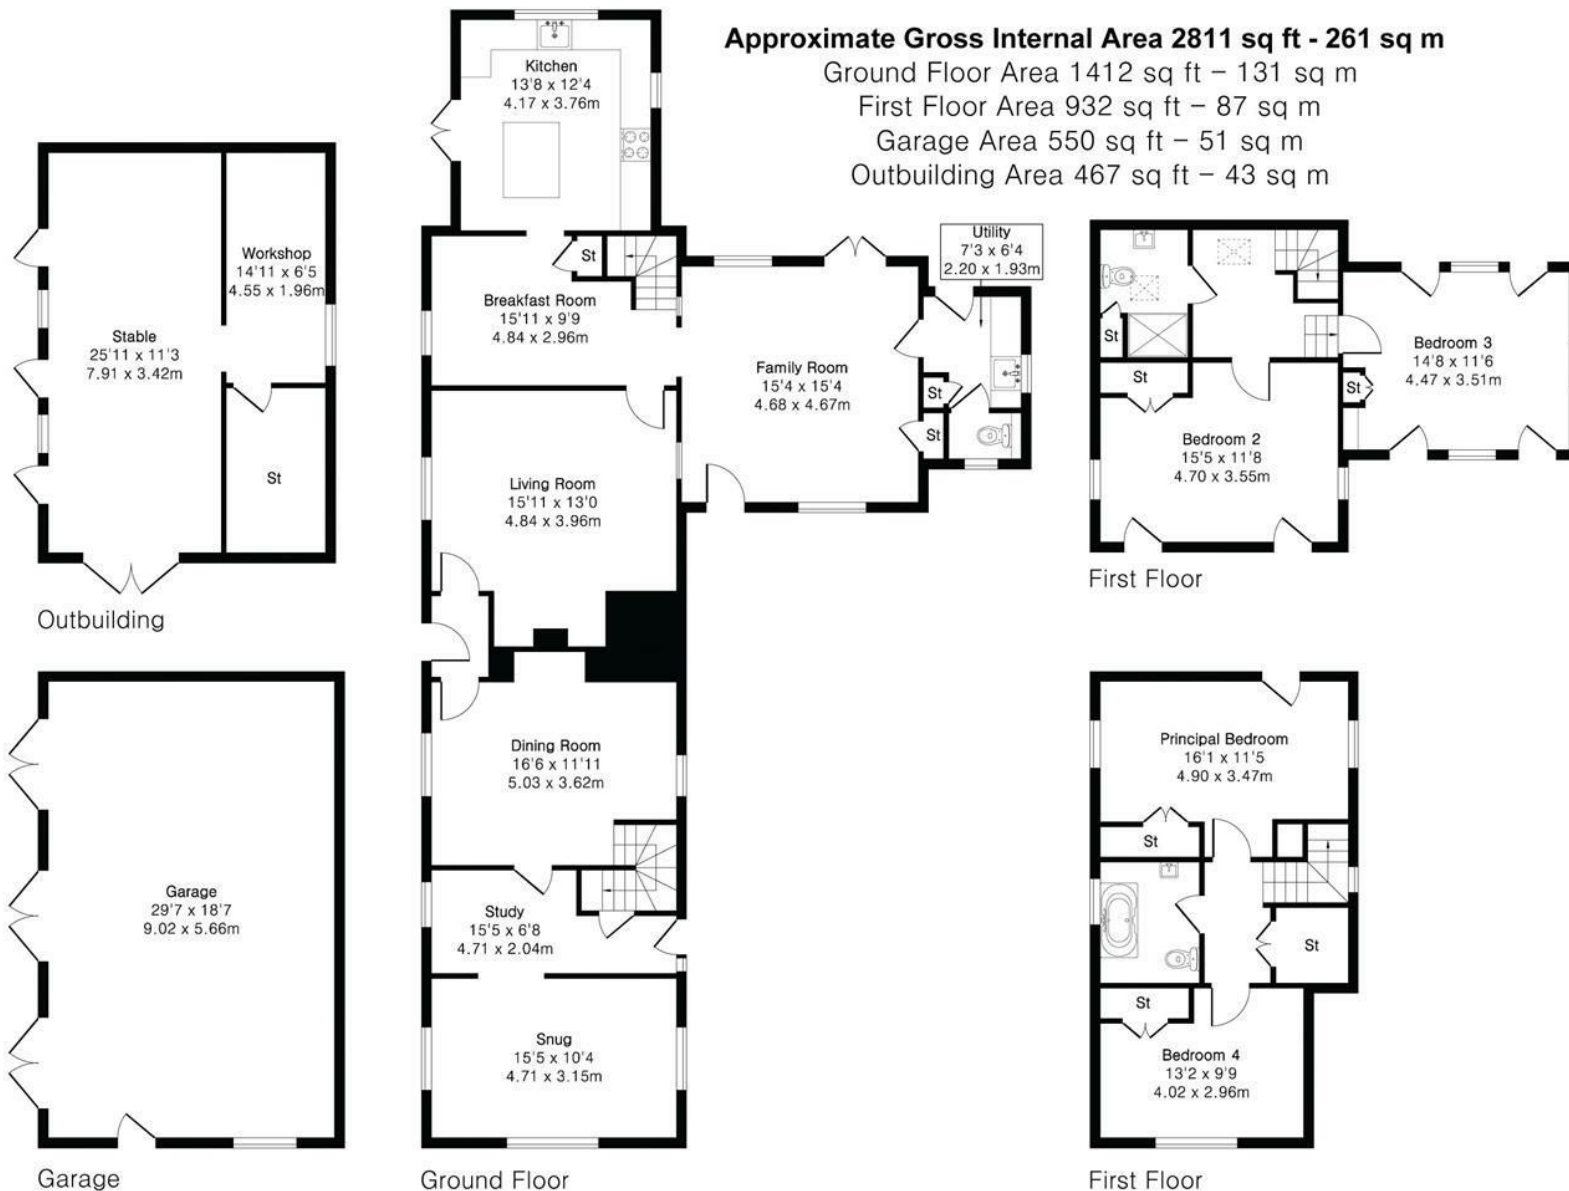 Approximate Gross Internal Area 2811 sq ft - 261 sq m
Ground Floor Area 1412 sq ft – 131 sq m
First Floor Area 932 sq ft – 87 sq m
Garage Area 550 sq ft – 51 sq m
Outbuilding Area 467 sq ft – 43 sq m
Stable
25'11 x 11'3
7.91 x 3.42m
Workshop
14'11 x 6'5
4.55 x 1.96m
St
Outbuilding
Garage
29'7 x 18'7
9.02 x 5.66m
Garage
Kitchen
13'8 x 12'4
4.17 x 3.76m
St
Breakfast Room
15'11 x 9'9
4.84 x 2.96m
Utility
7'3 x 6'4
2.20 x 1.93m
Family Room
15'4 x 15'4
4.68 x 4.67m
St
St
Living Room
15'11 x 13'0
4.84 x 3.96m
Dining Room
16'6 x 11'11
5.03 x 3.62m
Study
15'5 x 6'8
4.71 x 2.04m
Snug
15'5 x 10'4
4.71 x 3.15m
Ground Floor
St
St
Bedroom 3
14'8 x 11'6
4.47 x 3.51m
St
Bedroom 2
15'5 x 11'8
4.70 x 3.55m
First Floor
Principal Bedroom
16'1 x 11'5
4.90 x 3.47m
St
St
St
Bedroom 4
13'2 x 9'9
4.02 x 2.96m
First Floor